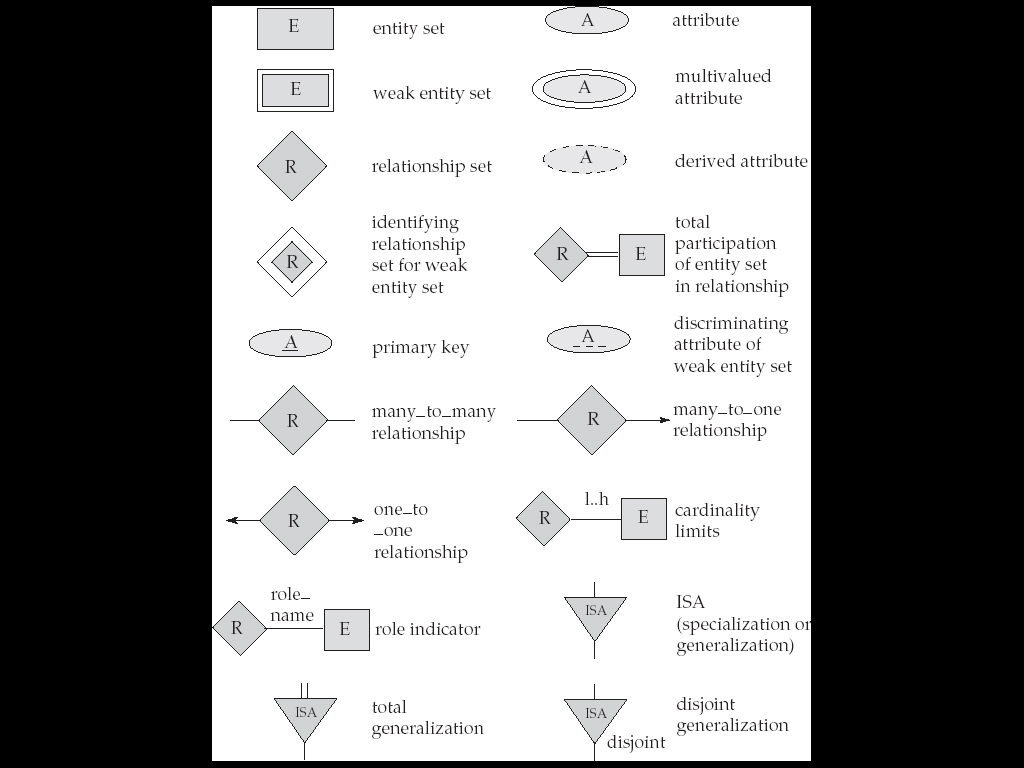 E entity set
A attribute
E weak entity set
A multivalued
attribute
R relationship set
A derived attribute
R identifying
relationship
set for weak
entity set
R E total
participation
of entity set
in relationship
A primary key
A discriminating
attribute of
weak entity set
R many_to_many
relationship
R many_to_one
relationship
R one_to
_one
relationship
R l..h E cardinality
limits
R role_
name E role indicator
ISA ISA
(specialization or
generalization)
ISA total
generalization
ISA disjoint disjoint
generalization